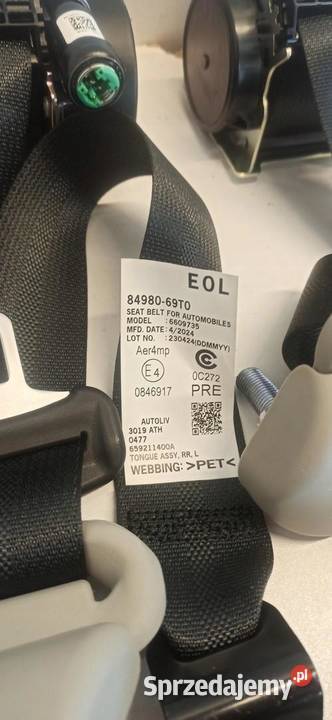 EOL
84980-69T0
SEAT BELT FOR AUTOMOBILES
MODEL : 6609735
MFD. DATE: 4/2024
LOT NO. : 230424(DDMMYY)
Aer4mp
E4
0C272
0846917
PRE
AUTOLIV
3019 ATH
0477
659211400A
TONGUE ASSY, RR, L
WEBBING: >PET<
Sprzedajemy.pl